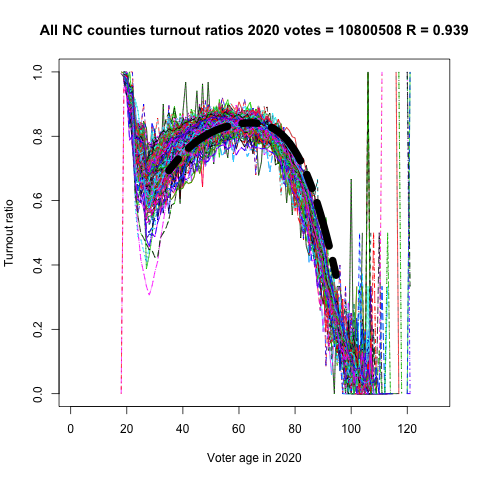 All NC counties turnout ratios 2020 votes = 10800508 R = 0.939
1.0
0.8
0.6
0.4
0.2
0.0
Turnout ratio
0 20 40 60 80 100 120
Voter age in 2020